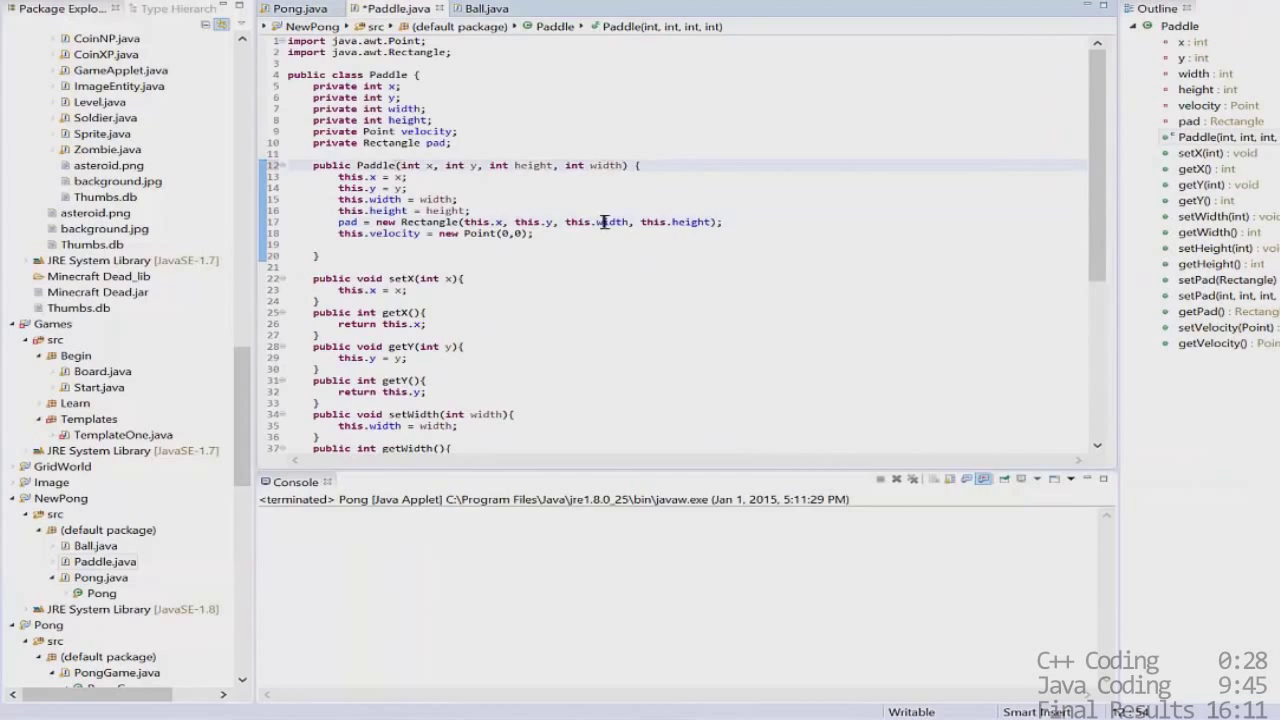 Package Explo...
Type Hierarch
CoinNP.java
CoinXP.java
GameApplet.java
ImageEntity.java
Level.java
Soldier.java
Sprite.java
Zombie.java
asteroid.png
background.jpg
Thumbs.db
asteroid.png
background.jpg
Thumbs.db
JRE System Library [JavaSE-1.7]
Minecraft Dead_lib
Minecraft Dead.jar
Thumbs.db
Games
src
Begin
Board.java
Start.java
Learn
Templates
TemplateOne.java
JRE System Library [JavaSE-1.7]
GridWorld
Image
NewPong
src
(default package)
Ball.java
Paddle.java
Pong.java
Pong
JRE System Library [JavaSE-1.8]
Pong
src
(default package)
PongGame.java
Pong.java
*Paddle.java
Ball.java
NewPong
src
(default package)
Paddle
Paddle(int, int, int, int)
1 import java.awt.Point;
2 import java.awt.Rectangle;
3
4 public class Paddle {
5 private int x;
6 private int y;
7 private int width;
8 private int height;
9 private Point velocity;
10 private Rectangle pad;
11
12 public Paddle(int x, int y, int height, int width) {
13 this.x = x;
14 this.y = y;
15 this.width = width;
16 this.height = height;
17 pad = new Rectangle(this.x, this.y, this.width, this.height);
18 this.velocity = new Point(0,0);
19
20 }
21
22 public void setX(int x){
23 this.x = x;
24 }
25 public int getX(){
26 return this.x;
27 }
28 public void getY(int y){
29 this.y = y;
30 }
31 public int getY(){
32 return this.y;
33 }
34 public void setWidth(int width){
35 this.width = width;
36 }
37 public int getWidth(){
Console
<terminated> Pong [Java Applet] C:\Program Files\Java\jre1.8.0_25\bin\javaw.exe (Jan 1, 2015, 5:11:29 PM)
Outline
Paddle
x : int
y : int
width : int
height : int
velocity : Point
pad : Rectangle
Paddle(int, int, int,
setX(int) : void
getX() : int
getY(int) : void
getY() : int
setWidth(int) : void
getWidth() : int
setHeight(int) : void
getHeight() : int
setPad(Rectangle)
setPad(int, int, int,
getPad() : Rectang
setVelocity(Point) :
getVelocity() : Poin
C++ Coding 0:28
Java Coding 9:45
Final Results 16:11
Writable
Smart Insert